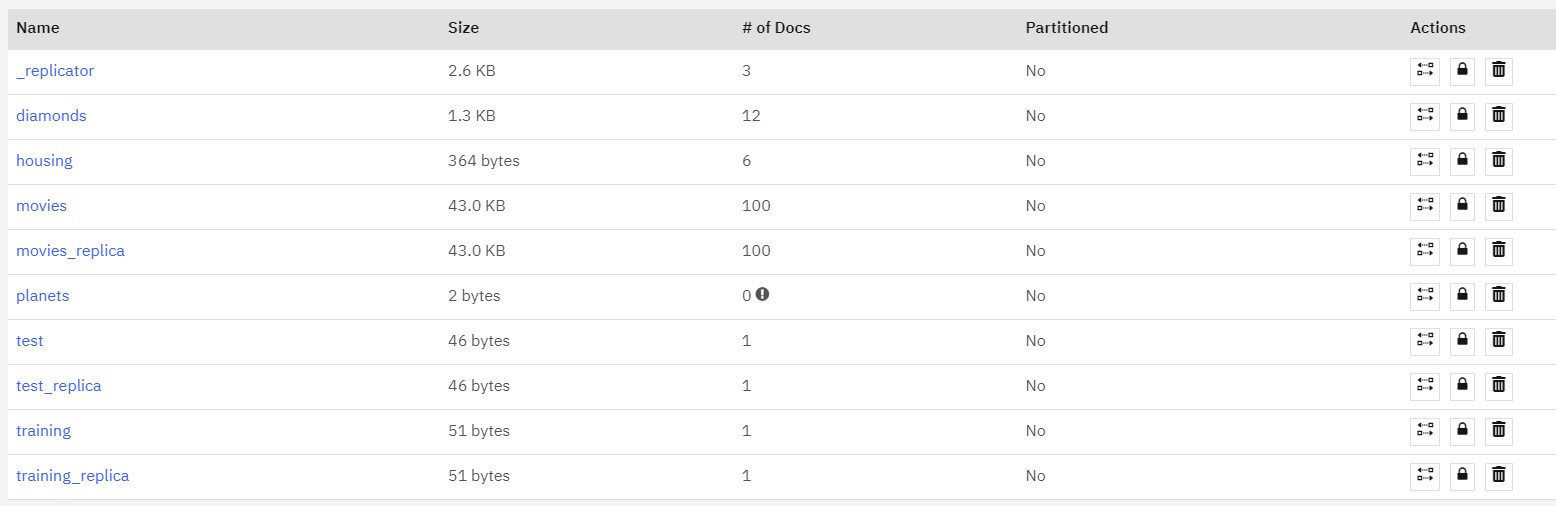 Name Size # of Docs Partitioned Actions
_replicator 2.6 KB 3 No
diamonds 1.3 KB 12 No
housing 364 bytes 6 No
movies 43.0 KB 100 No
movies_replica 43.0 KB 100 No
planets 2 bytes 0 No
test 46 bytes 1 No
test_replica 46 bytes 1 No
training 51 bytes 1 No
training_replica 51 bytes 1 No